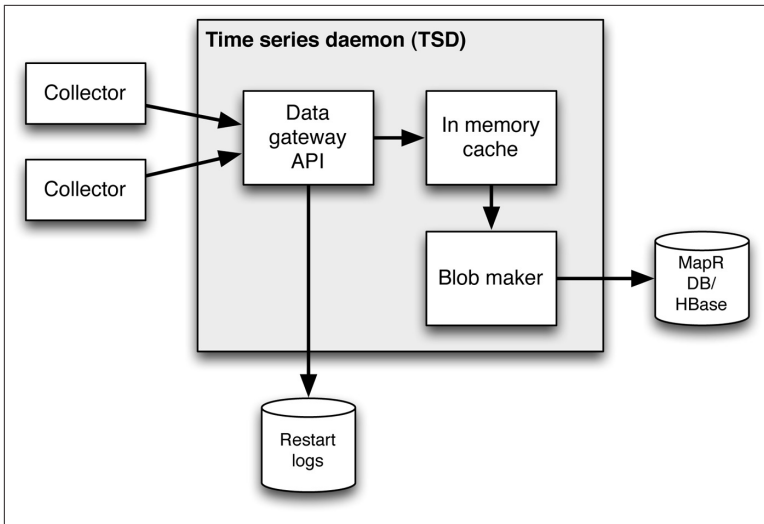 Time series daemon (TSD)
Collector
Collector
Data
gateway
API
In memory
cache
Blob maker
MapR
DB/
HBase
Restart
logs